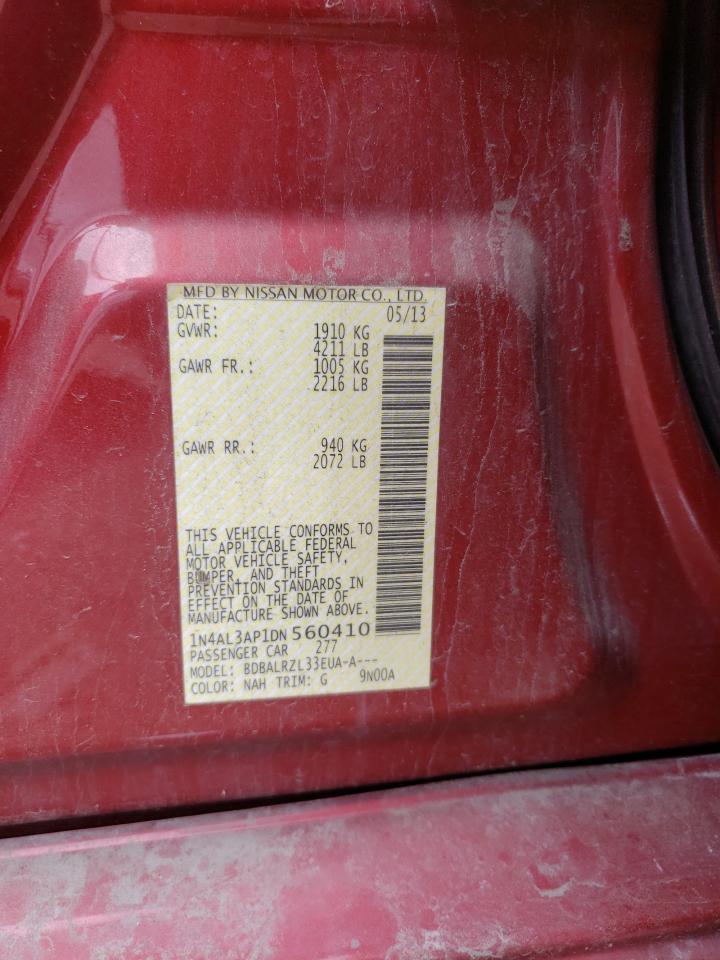 MFD BY NISSAN MOTOR CO., LTD.
DATE: 05/13
GVWR: 1910 KG
4211 LB
GAWR FR.: 1005 KG
2216 LB
GAWR RR.: 940 KG
2072 LB
THIS VEHICLE CONFORMS TO
ALL APPLICABLE FEDERAL
MOTOR VEHICLE SAFETY,
BUMPER, AND THEFT
PREVENTION STANDARDS IN
EFFECT ON THE DATE OF
MANUFACTURE SHOWN ABOVE.
1N4AL3AP1DN 560410
PASSENGER CAR 277
MODEL: BDBALRZL33EUA-A---
COLOR: NAH TRIM: G 9N00A